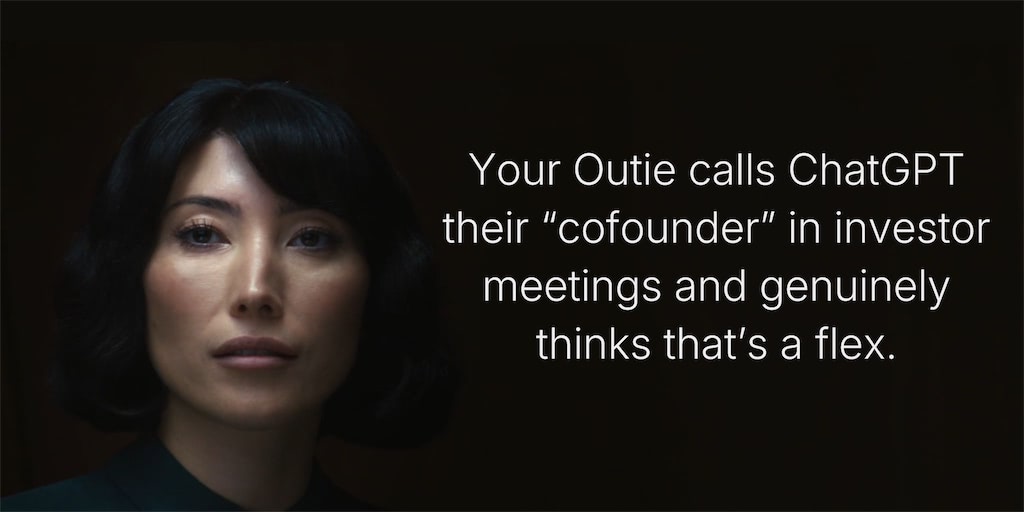 Your Outie calls ChatGPT
their “cofounder” in investor
meetings and genuinely
thinks that’s a flex.